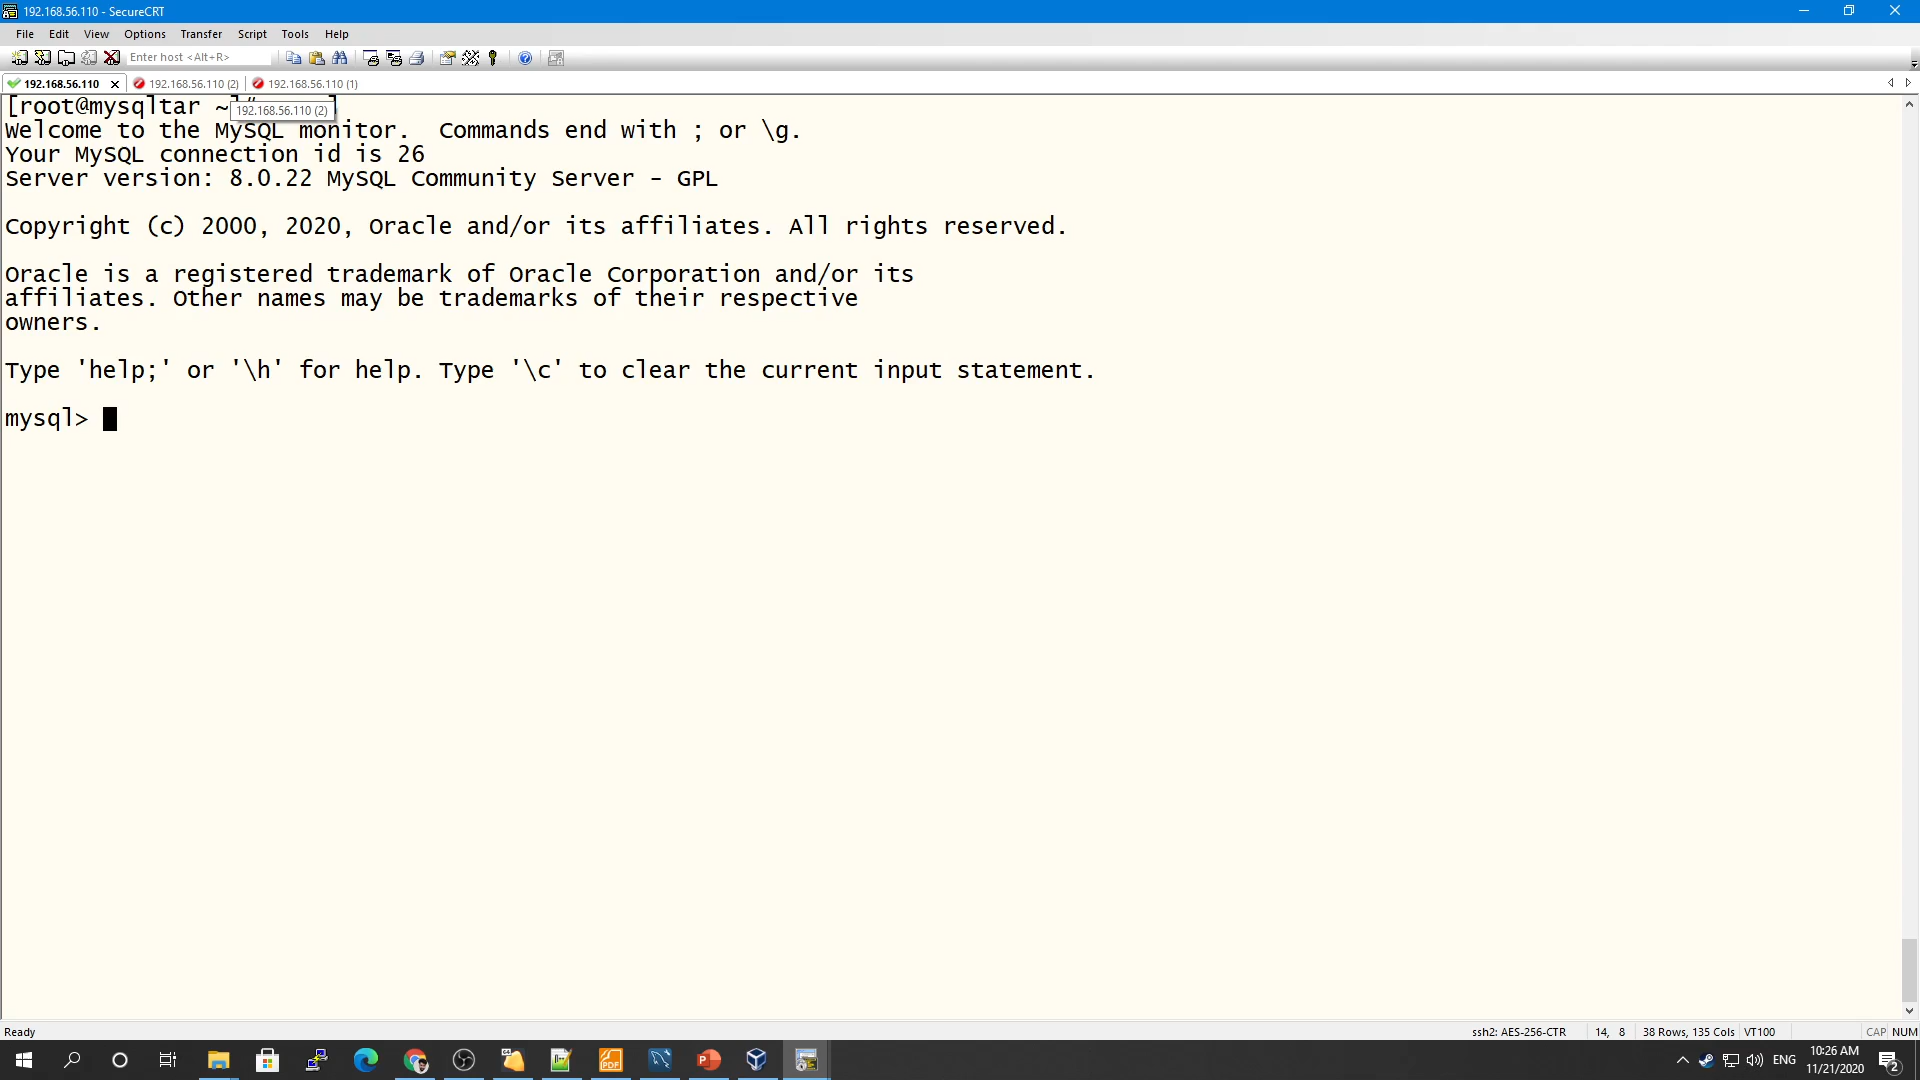 192.168.56.110 - SecureCRT
File Edit View Options Transfer Script Tools Help
Enter host <Alt+R>
192.168.56.110 192.168.56.110 (2) 192.168.56.110 (1)
[root@mysqltar ~]#
192.168.56.110 (2)
Welcome to the MySQL monitor.  Commands end with ; or \g.
Your MySQL connection id is 26
Server version: 8.0.22 MySQL Community Server - GPL
Copyright (c) 2000, 2020, Oracle and/or its affiliates. All rights reserved.
Oracle is a registered trademark of Oracle Corporation and/or its
affiliates. Other names may be trademarks of their respective
owners.
Type 'help;' or '\h' for help. Type '\c' to clear the current input statement.
mysql>
Ready ssh2: AES-256-CTR 14, 8 38 Rows, 135 Cols VT100 CAP NUM
ENG 10:26 AM
11/21/2020 2